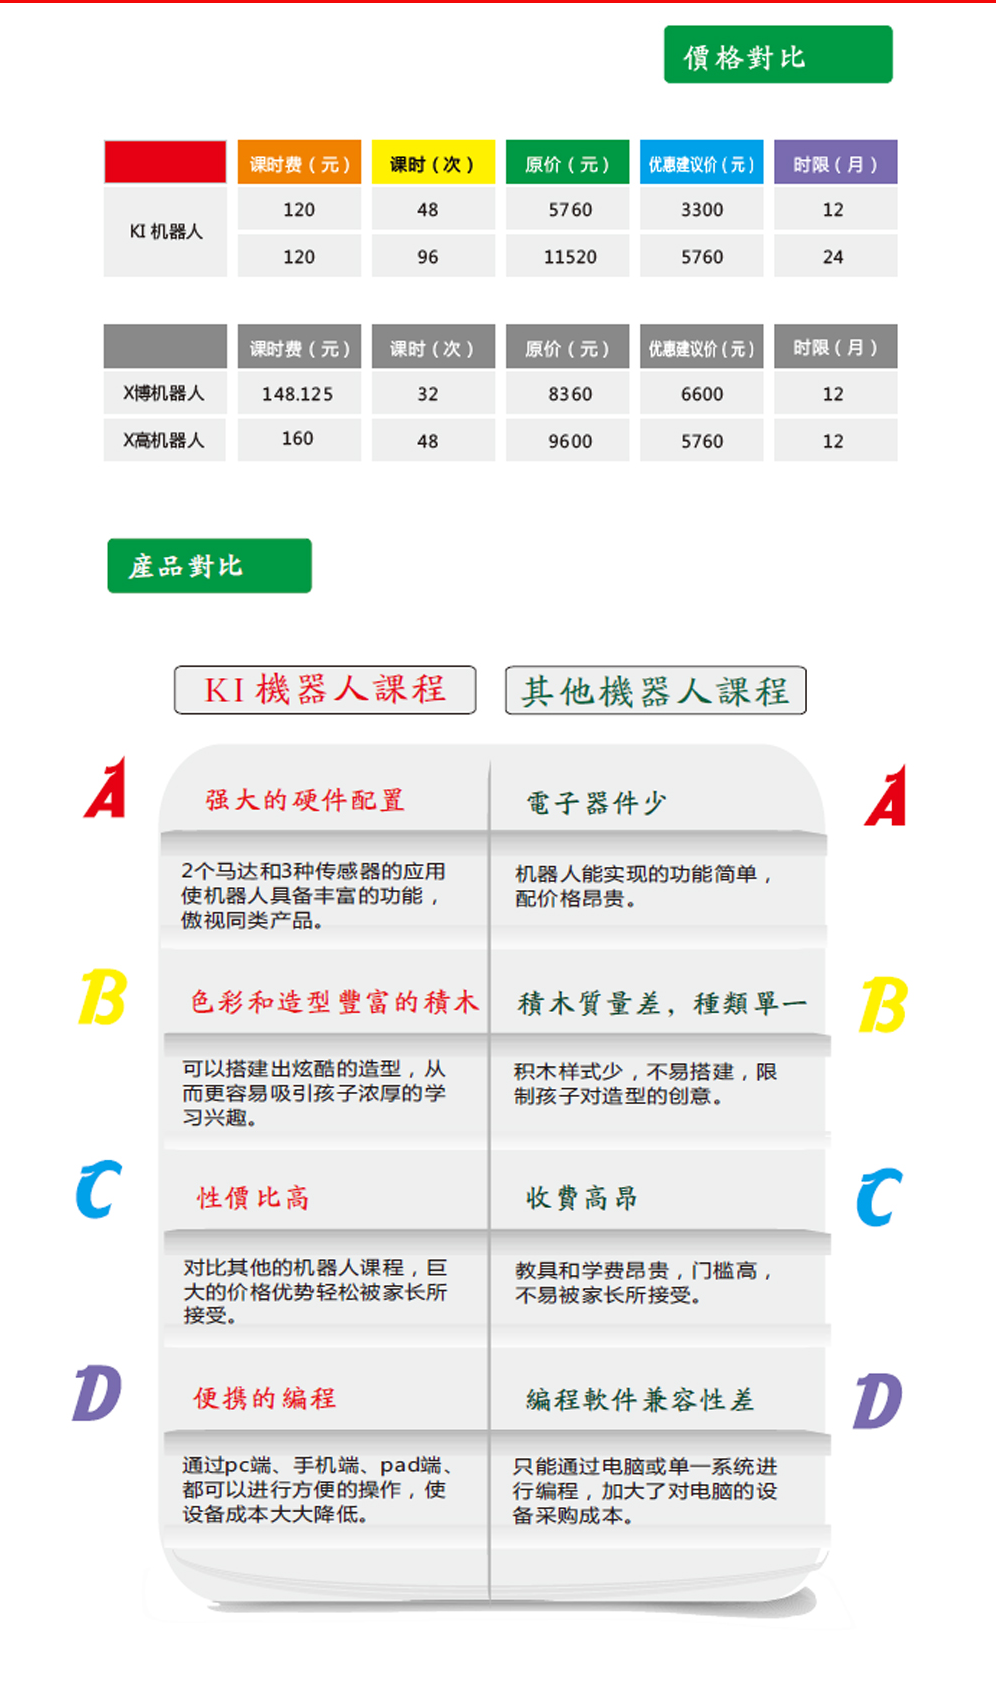 價格對比
课时费（元） 课时（次） 原价（元） 优惠建议价（元） 时限（月）
KI 机器人
120 48 5760 3300 12
120 96 11520 5760 24
课时费（元） 课时（次） 原价（元） 优惠建议价（元） 时限（月）
X博机器人 148.125 32 8360 6600 12
X高机器人 160 48 9600 5760 12
産品對比
KI 機器人課程
其他機器人課程
A
强大的硬件配置
2个马达和3种传感器的应用
使机器人具备丰富的功能，
傲视同类产品。
電子器件少
机器人能实现的功能简单，
配价格昂贵。
A
B
色彩和造型豐富的積木
可以搭建出炫酷的造型，从
而更容易吸引孩子浓厚的学
习兴趣。
積木質量差，種類單一
积木样式少，不易搭建，限
制孩子对造型的创意。
B
C
性價比高
对比其他的机器人课程，巨
大的价格优势轻松被家长所
接受。
收費高昂
教具和学费昂贵，门槛高，
不易被家长所接受。
C
D
便携的編程
通过pc端、手机端、pad端、
都可以进行方便的操作，使
设备成本大大降低。
編程軟件兼容性差
只能通过电脑或单一系统进
行编程，加大了对电脑的设
备采购成本。
D